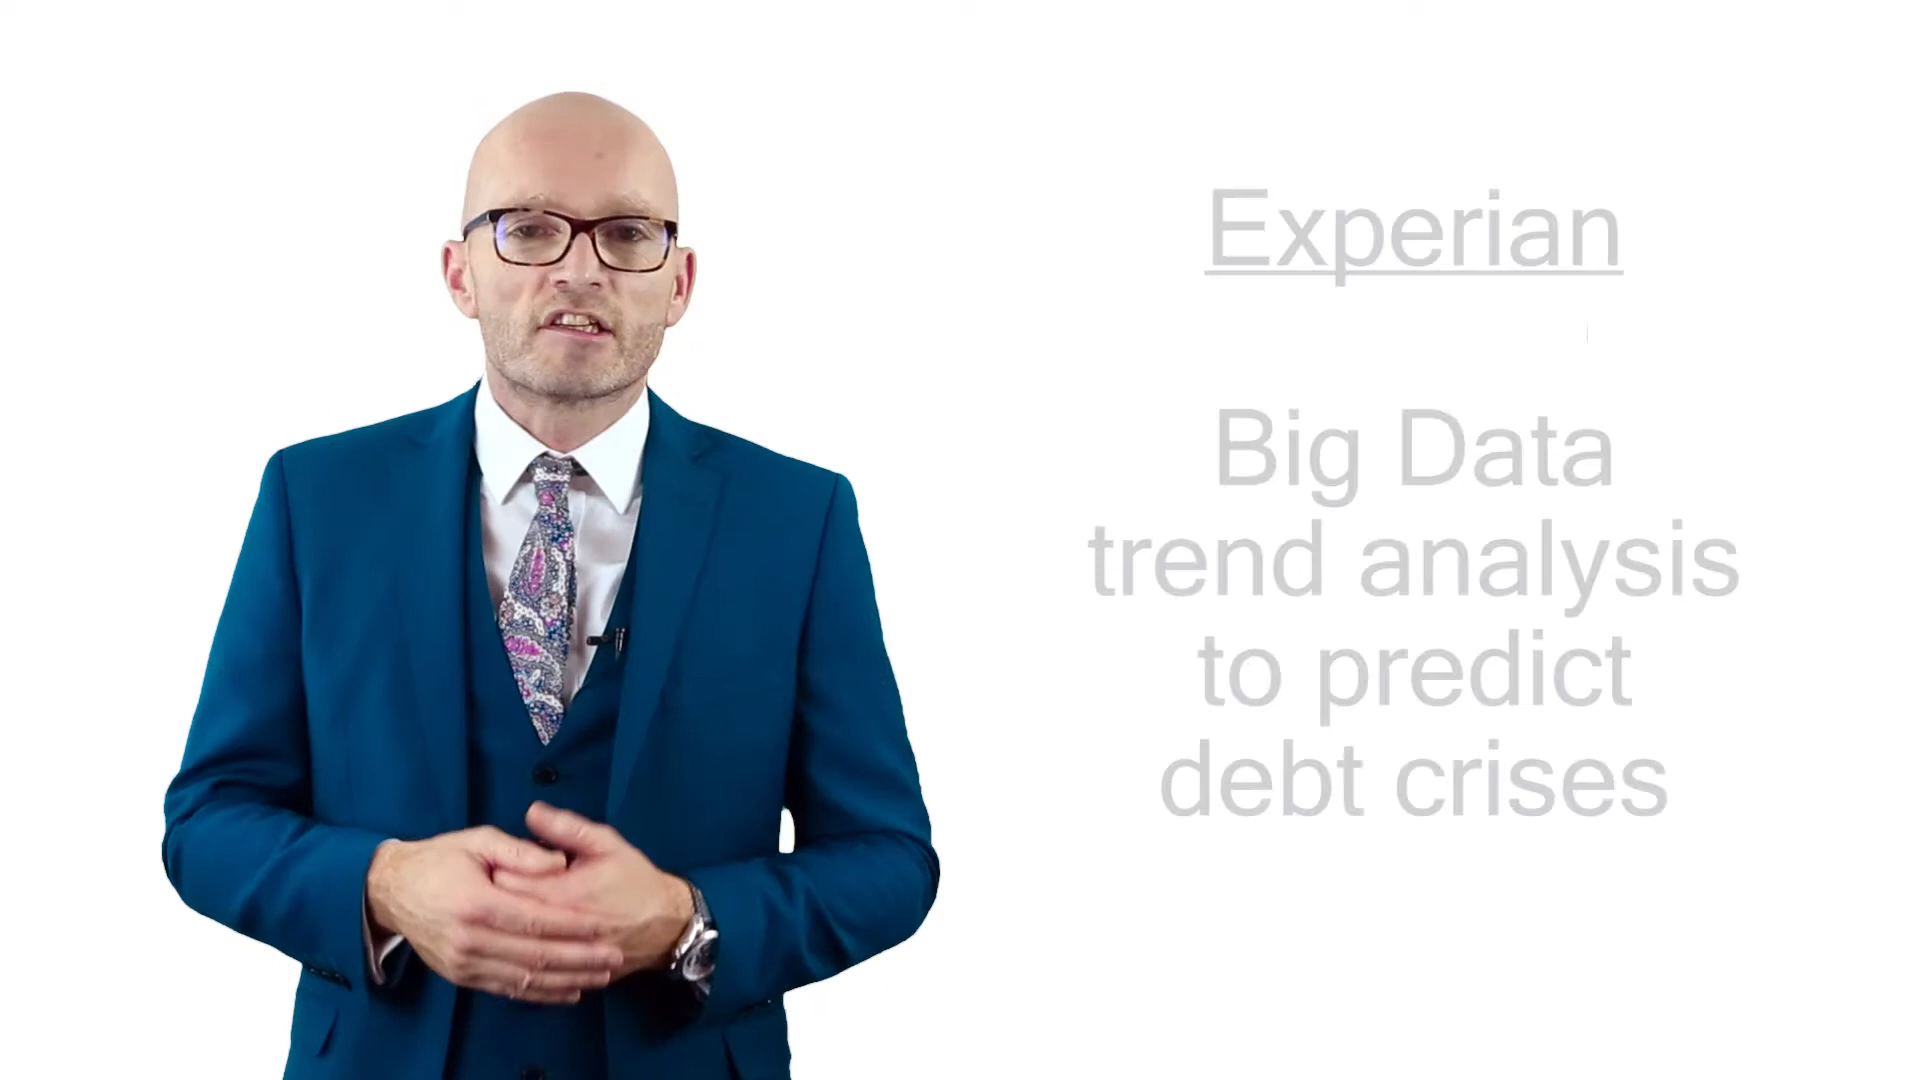 Experian
Big Data
trend analysis
to predict
debt crises